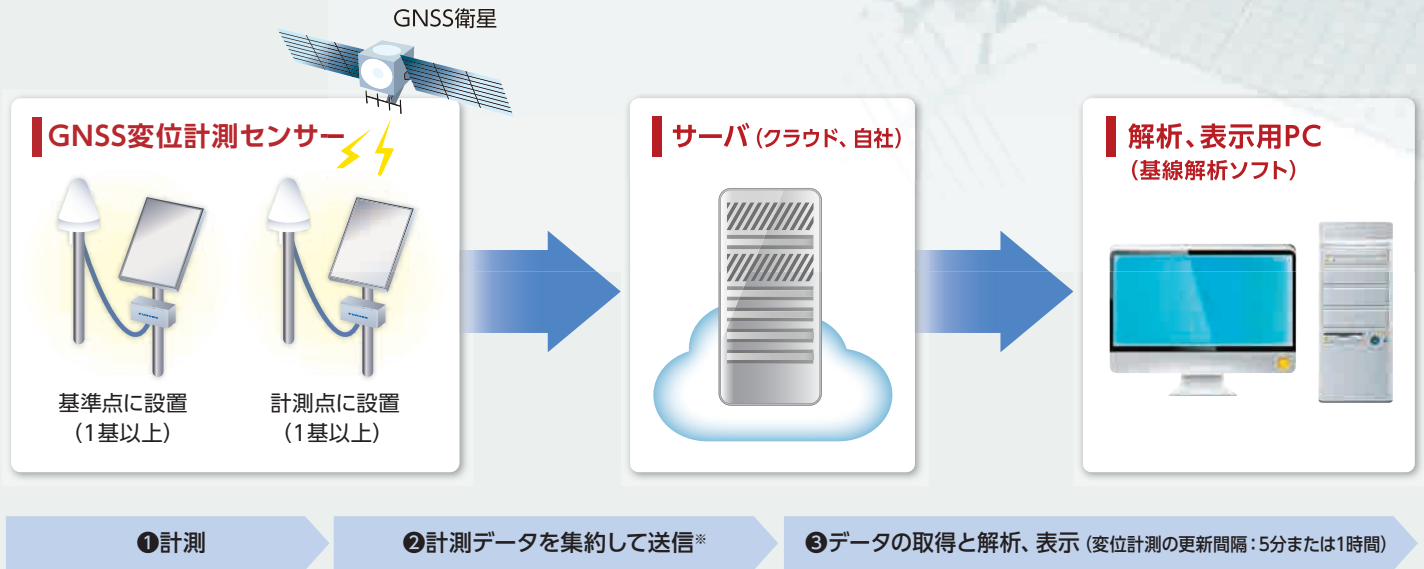 GNSS衛星
GNSS変位計測センサー
サーバ(クラウド、自社)
解析、表示用PC
(基線解析ソフト)
基準点に設置
(1基以上)
計測点に設置
(1基以上)
❶計測
❷計測データを集約して送信※
❸データの取得と解析、表示(変位計測の更新間隔:5分または1時間)